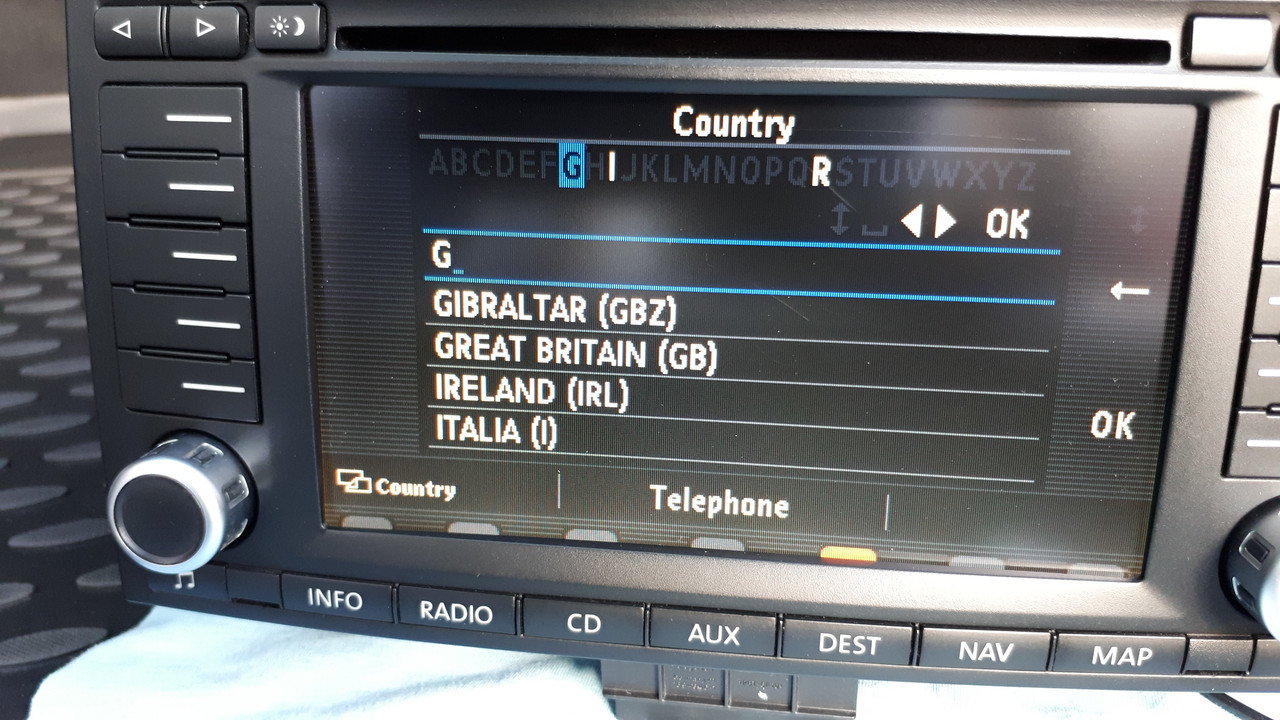 Country
ABCDEFGHIJKLMNOPQRSTUVWXYZ
OK
G_
GIBRALTAR (GBZ)
GREAT BRITAIN (GB)
IRELAND (IRL)
ITALIA (I)
OK
Country
Telephone
INFO
RADIO
CD
AUX
DEST
NAV
MAP